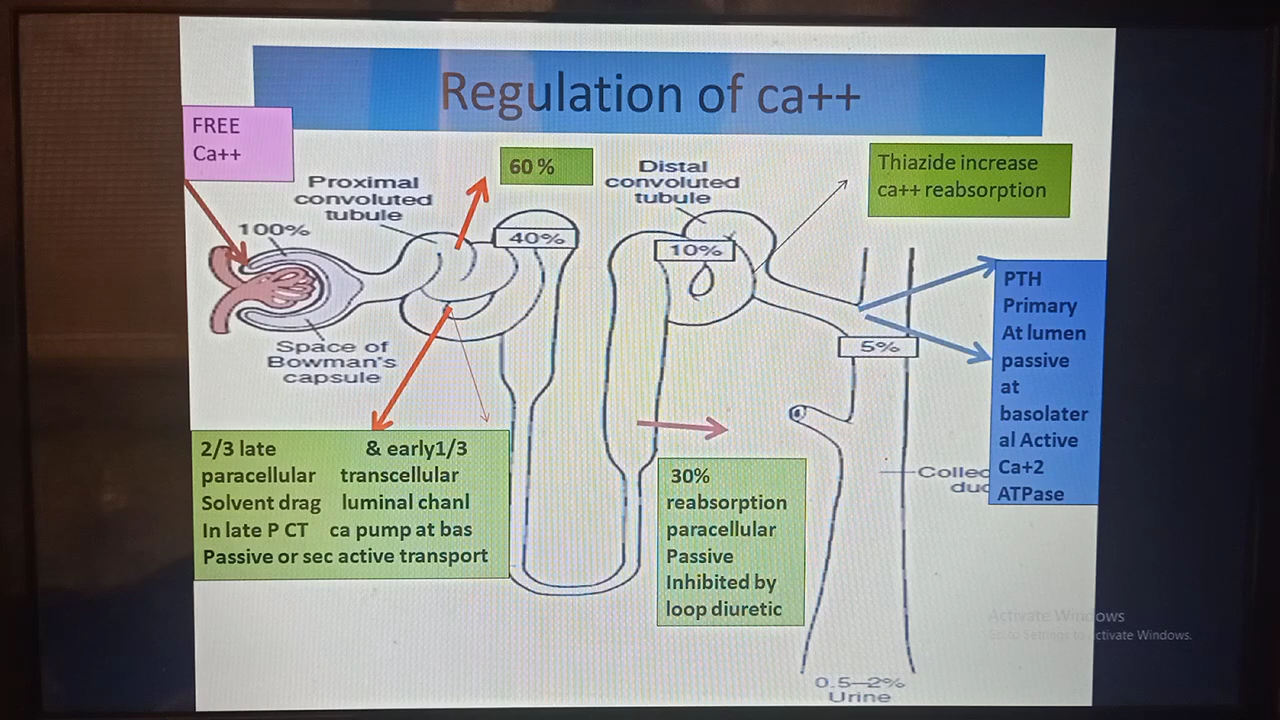 Regulation of ca++
FREE
Ca++
60 %
Thiazide increase
ca++ reabsorption
Proximal
convoluted
tubule
Distal
convoluted
tubule
100%
40%
10%
5%
Space of
Bowman's
capsule
PTH
Primary
At lumen
passive
at
basolater
al Active
Ca+2
ATPase
2/3 late & early1/3
paracellular transcellular
Solvent drag luminal chanl
In late P CT ca pump at bas
Passive or sec active transport
30%
reabsorption
paracellular
Passive
Inhibited by
loop diuretic
Collec
duc
Activate Windows
to Settings to activate Windows.
0.5–2%
Urine